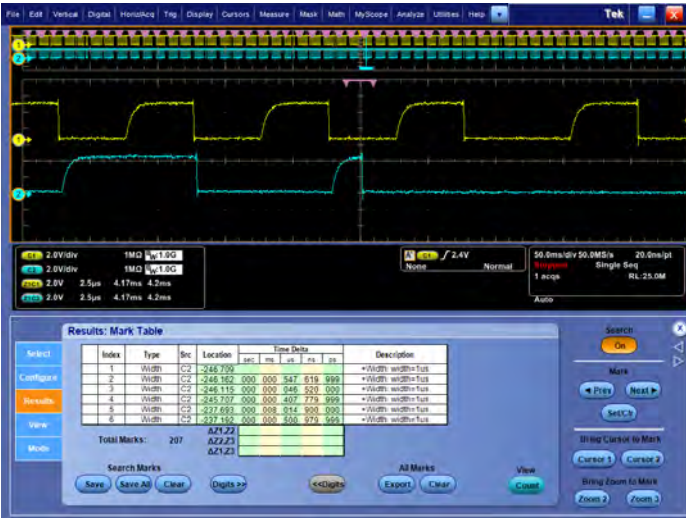 File Edit Vertical Digital Horiz/Acq Trig Display Cursors Measure Mask Math MyScope Analyze Utilities Help Tek
1
2
1
2
C1 2.0V/div 1MΩ BW:1.0G
C2 2.0V/div 1MΩ BW:1.0G
Z1C1 2.0V 2.5µs 4.17ms 4.2ms
Z1C2 2.0V 2.5µs 4.17ms 4.2ms
A' C1 2.4V
None Normal
50.0ms/div 50.0MS/s 20.0ns/pt
Stopped Single Seq
1 acqs RL:25.0M
Auto
Results: Mark Table
Select
Configure
Results
View
Mode
Index Type Src Location Time Delta Description
sec ms us ns ps
1 Width C2 -246.709 +Width: width=1us
2 Width C2 -246.162 000 000 547 619 999 +Width: width=1us
3 Width C2 -246.115 000 000 046 520 000 +Width: width=1us
4 Width C2 -245.707 000 000 407 779 999 +Width: width=1us
5 Width C2 -237.693 000 008 014 900 000 +Width: width=1us
6 Width C2 -237.192 000 000 500 979 999 +Width: width=1us
Total Marks: 207
ΔZ1,Z2
ΔZ2,Z3
ΔZ1,Z3
Search Marks
Save Save All Clear
Digits >>
<<Digits
All Marks
Export Clear
View
Count
Search
On
Mark
Prev Next
Set/Clr
Bring Cursor to Mark
Cursor 1 Cursor 2
Bring Zoom to Mark
Zoom 2 Zoom 3
X